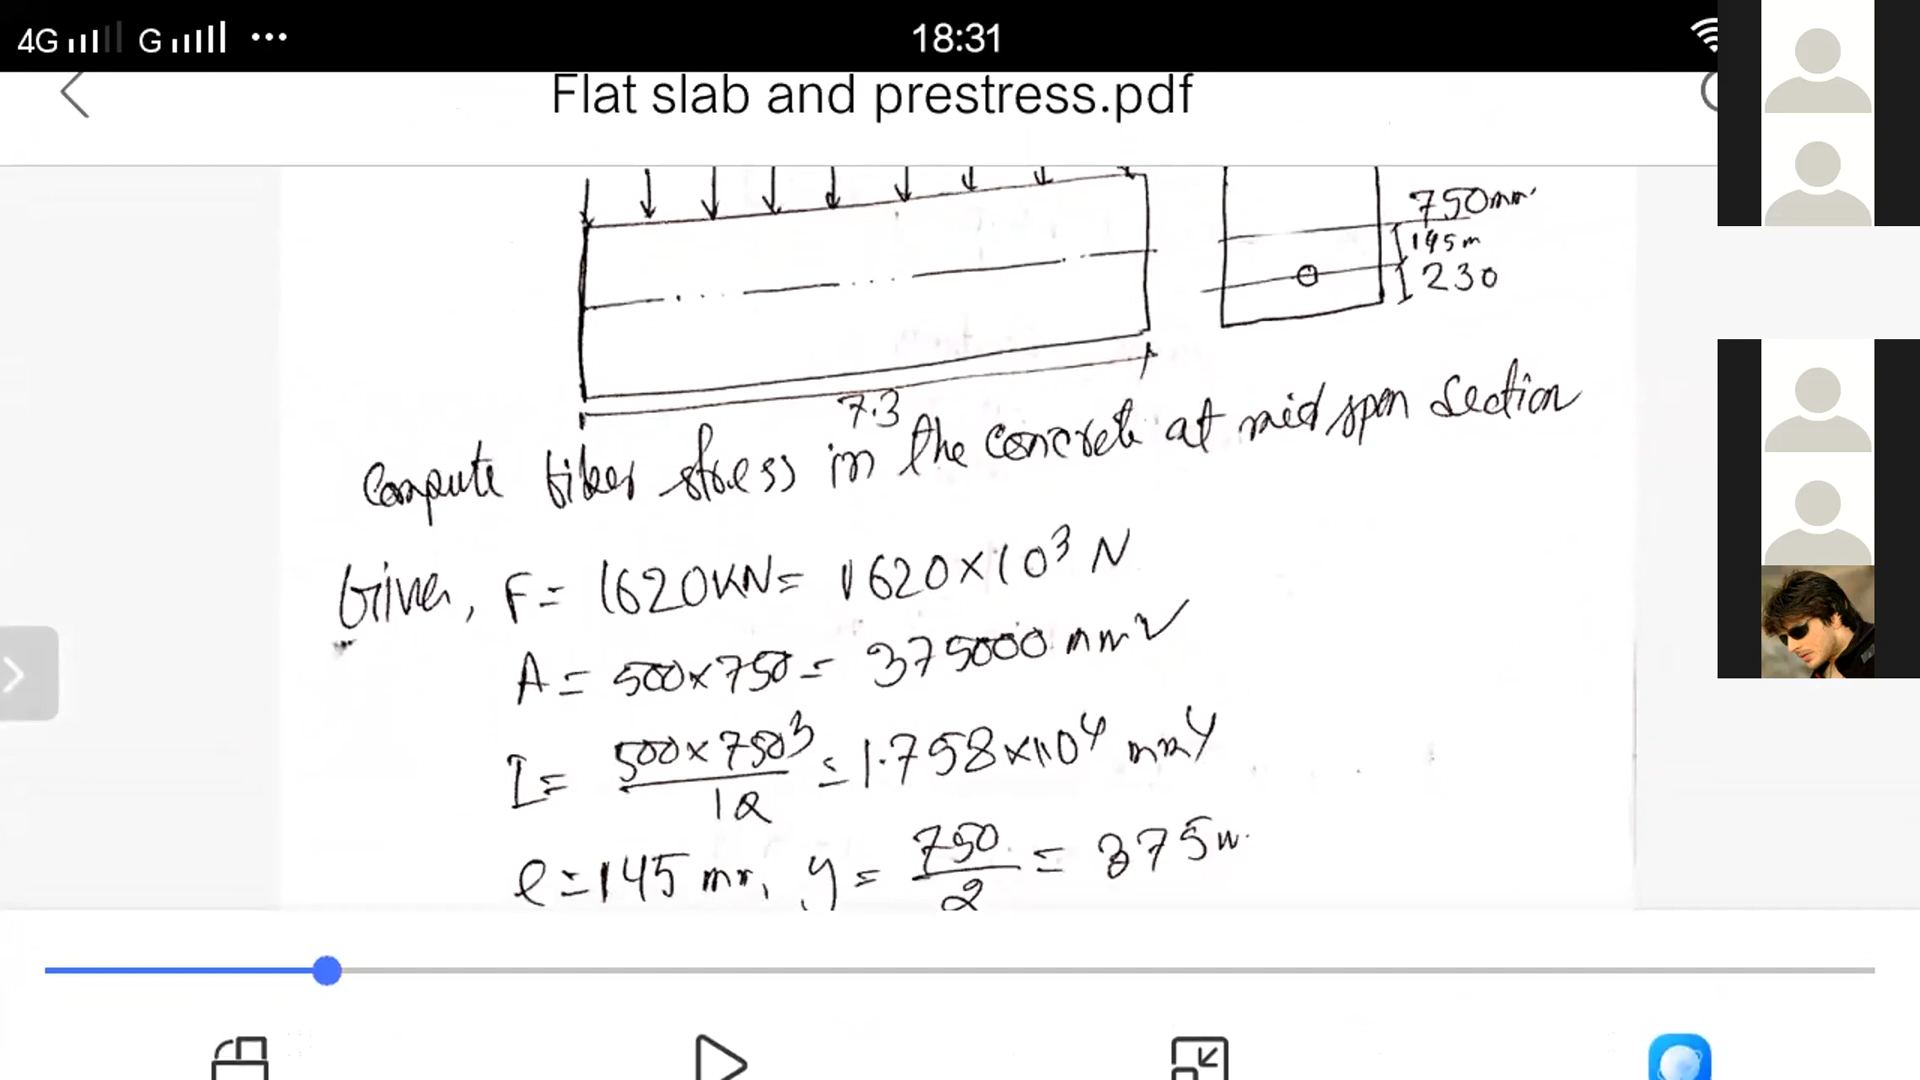 4G G ... 18:31
Flat slab and prestress.pdf
750mm
145m
230
7.3
Compute fiber stress in the concrete at mid span section
Given, F = 1620KN = 1620×10³ N
A = 500×750 = 375000 mm²
I = 500×750³/12 = 1.758×10⁴ mm⁴
e = 145 mm, y = 750/2 = 375m.